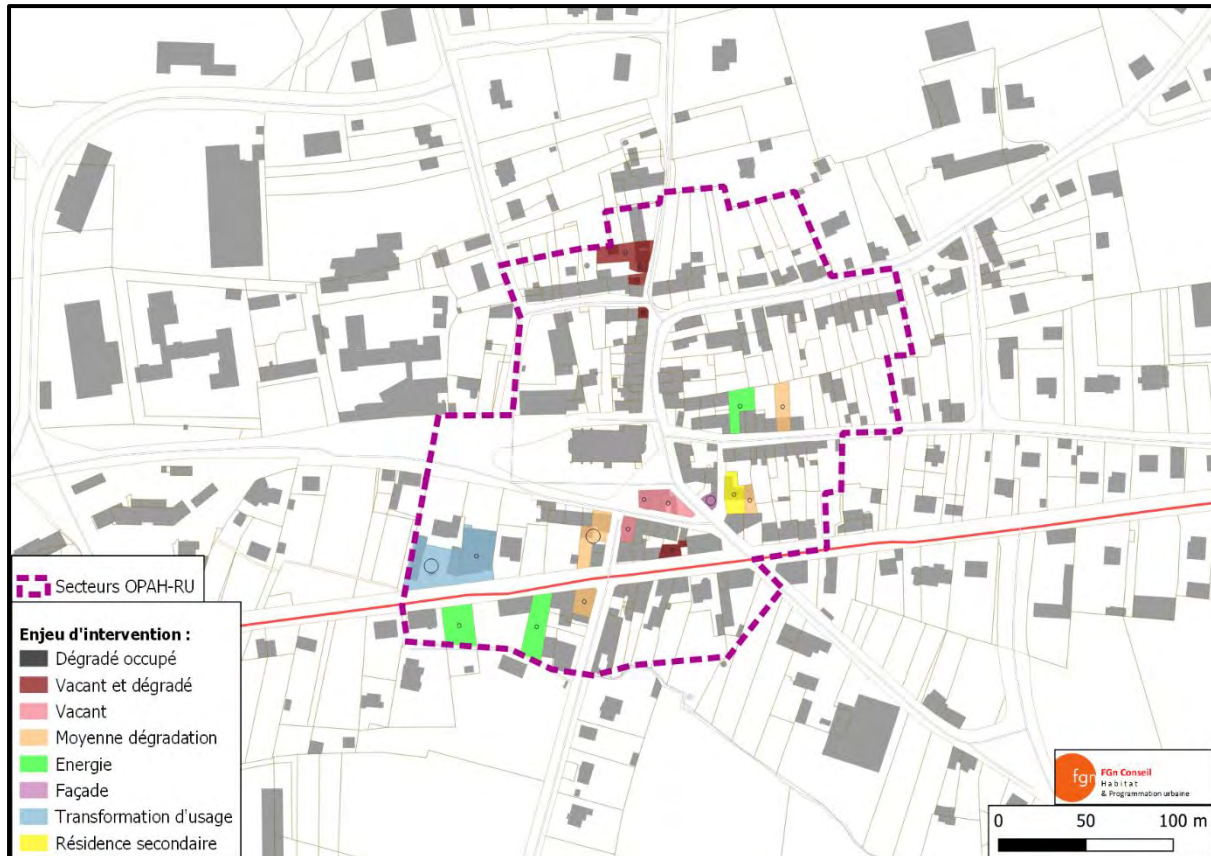 Secteurs OPAH-RU
Enjeu d'intervention :
Dégradé occupé
Vacant et dégradé
Vacant
Moyenne dégradation
Energie
Façade
Transformation d'usage
Résidence secondaire
fgn
FGn Conseil
Habitat
& Programmation urbaine
0 50 100 m